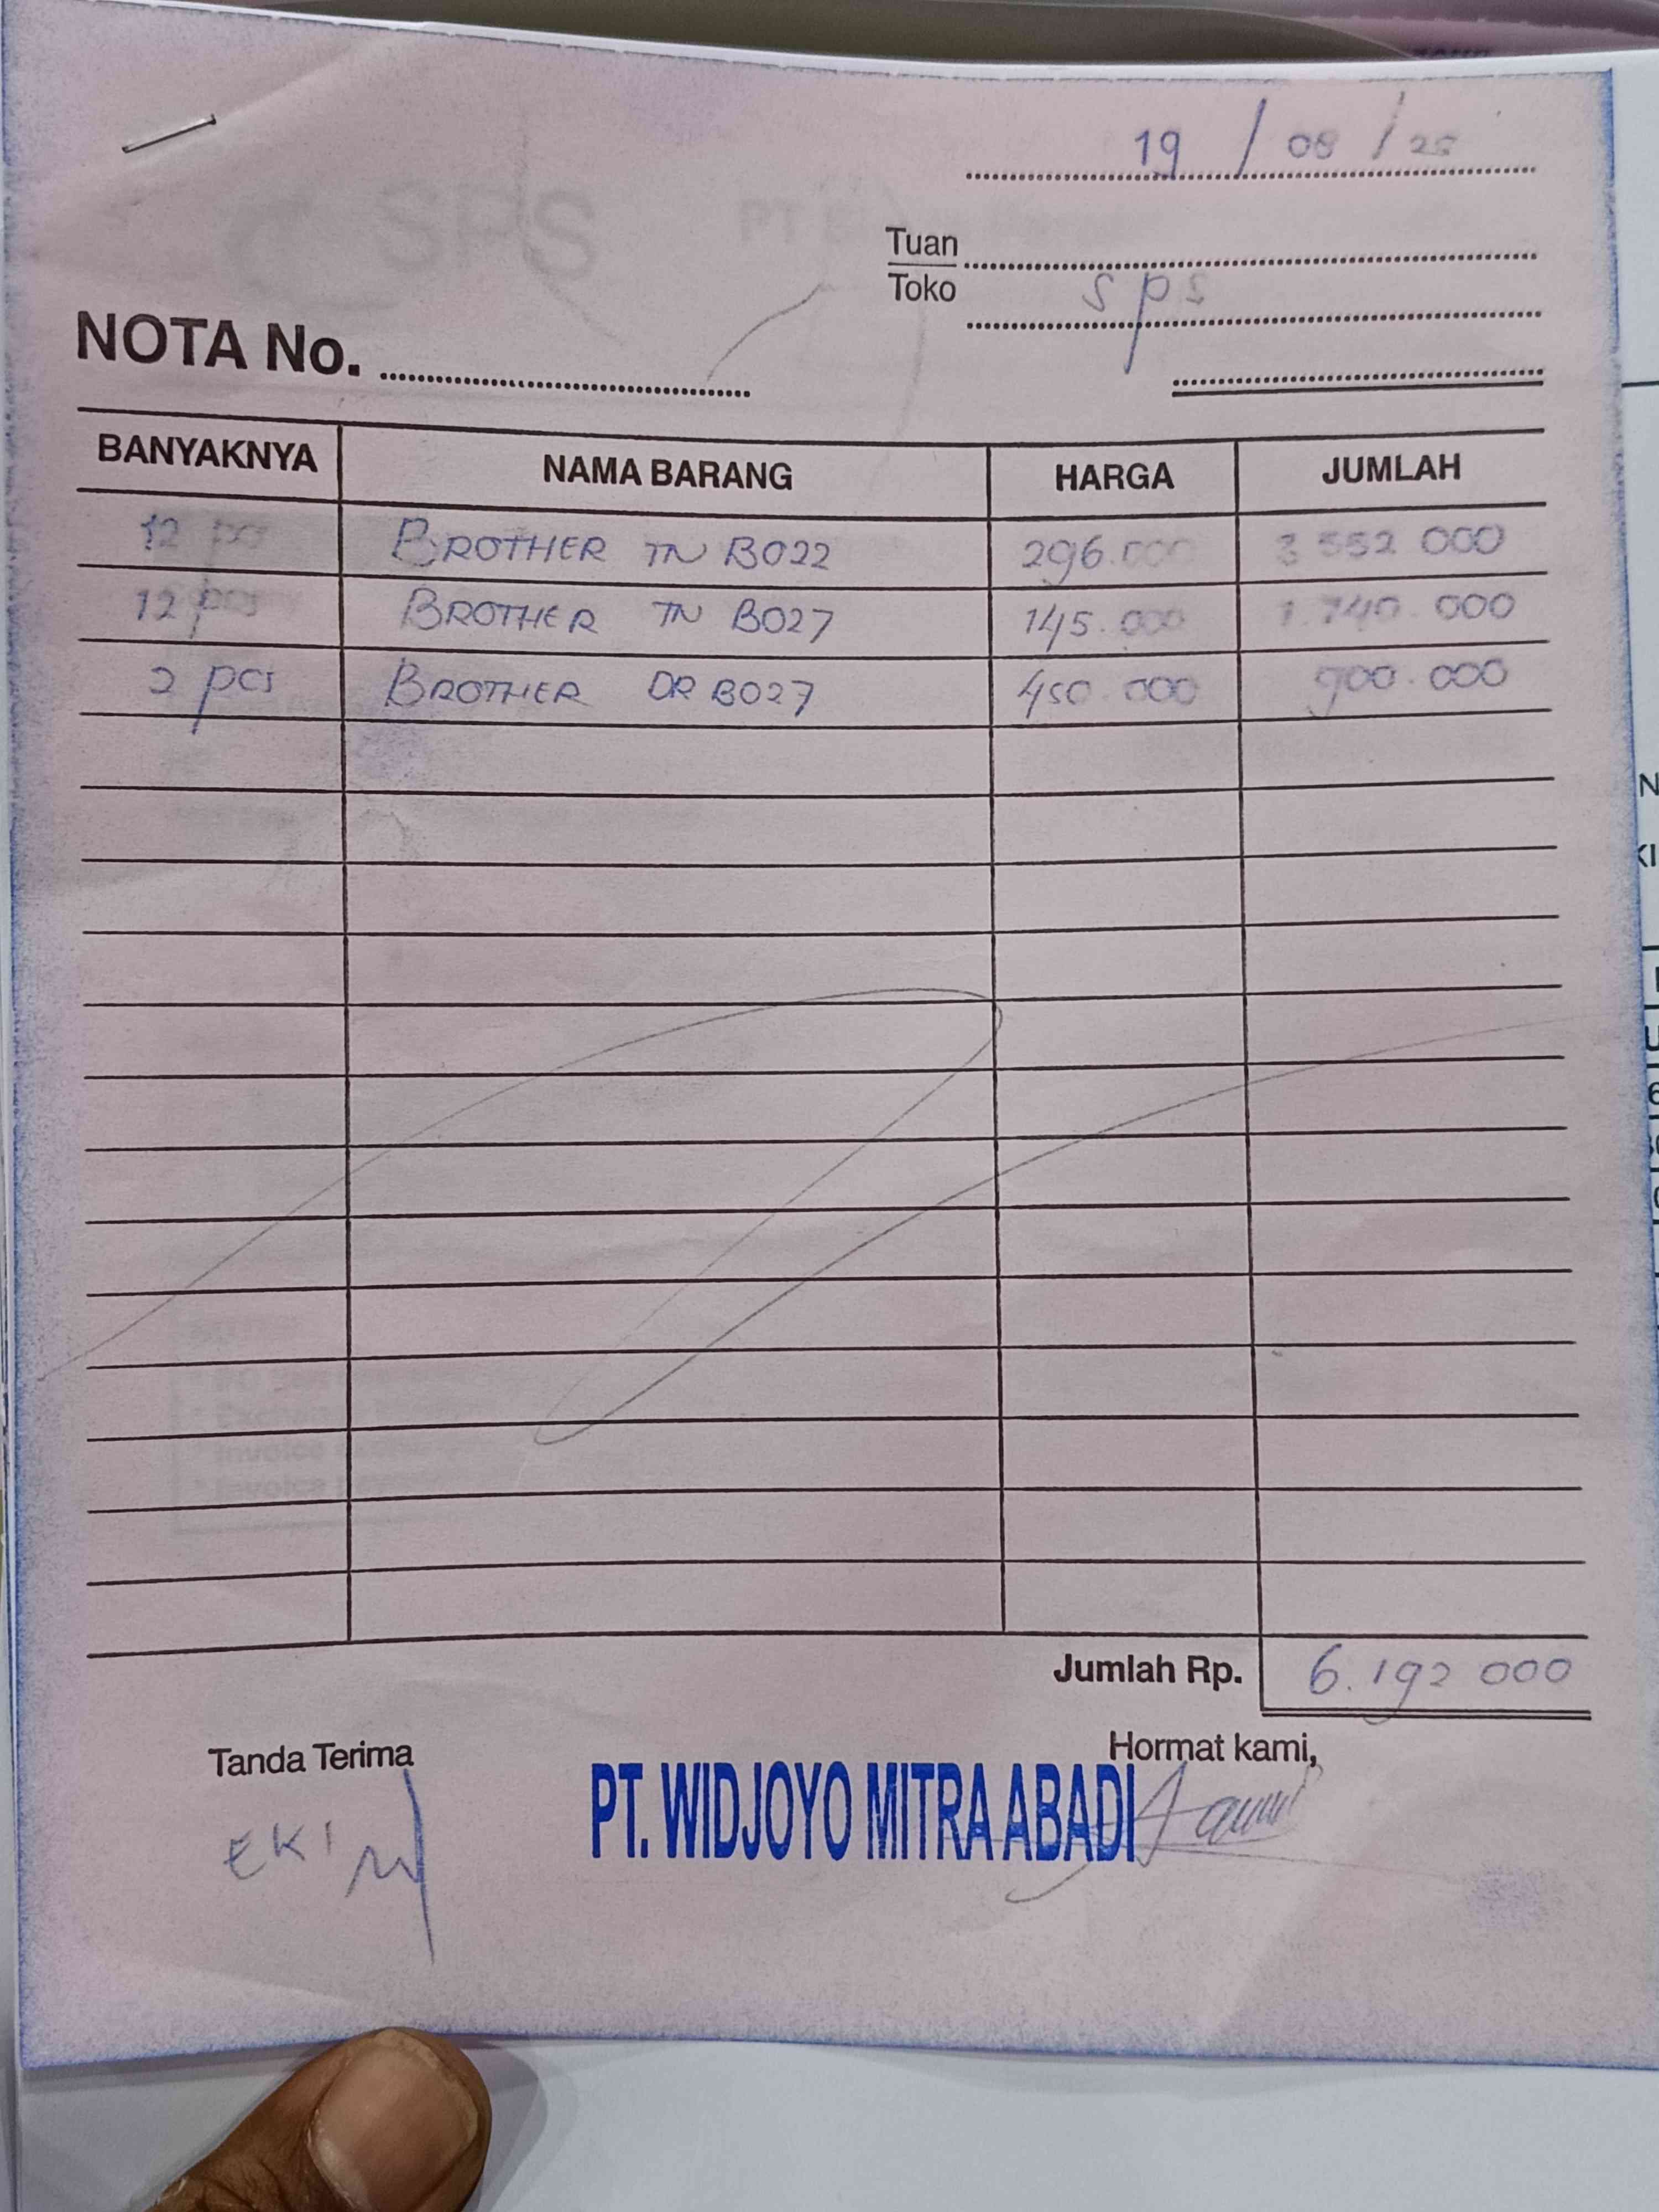 19 / 08 / 25
Tuan
Toko sps
NOTA No.
BANYAKNYA NAMA BARANG HARGA JUMLAH
12 pcs BROTHER TN B022 296.000 3 552 000
12 pcs BROTHER TN B027 145.000 1.740.000
2 pcs BROTHER DR B027 450.000 900.000
Jumlah Rp. 6.192 000
Tanda Terima Hormat kami,
PT. WIDJOYO MITRA ABADI
EKI